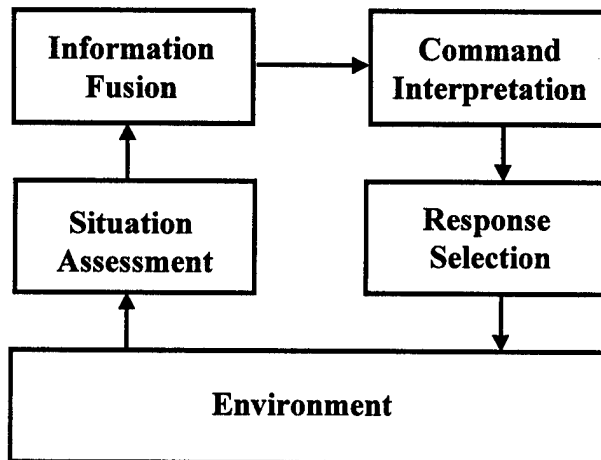 Information
Fusion
Command
Interpretation
Situation
Assessment
Response
Selection
Environment